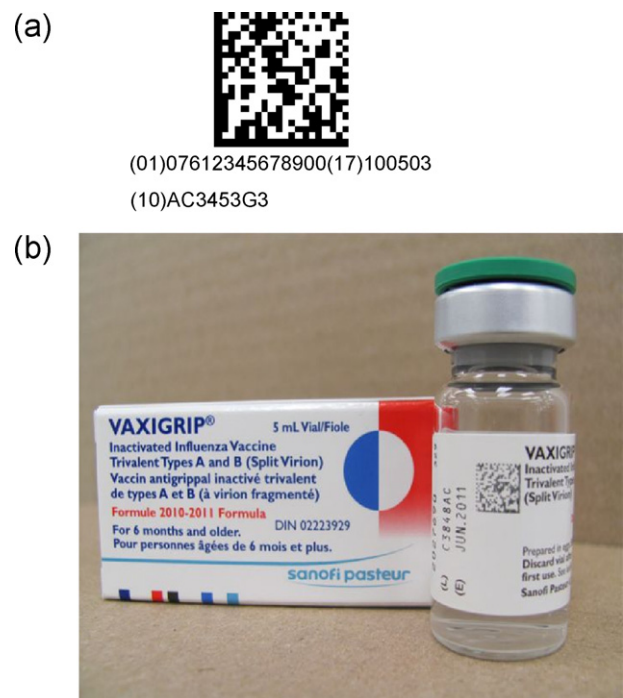 (a)
(01)07612345678900(17)100503
(10)AC3453G3
(b)
VAXIGRIP®
5 mL Vial/Fiole
Inactivated Influenza Vaccine
Trivalent Types A and B (Split Virion)
Vaccin antigrippal inactivé trivalent
de types A et B (à virion fragmenté)
Formule 2010-2011 Formula
For 6 months and older.
DIN 02223929
Pour personnes âgées de 6 mois et plus.
sanofi pasteur
VAXIGRI
Inactivated
Trivalent Type
(Split Virion)
Prepared in
Discard vial
first use.
Sanofi Past
(L) C3848AC
(E) JUN.2011